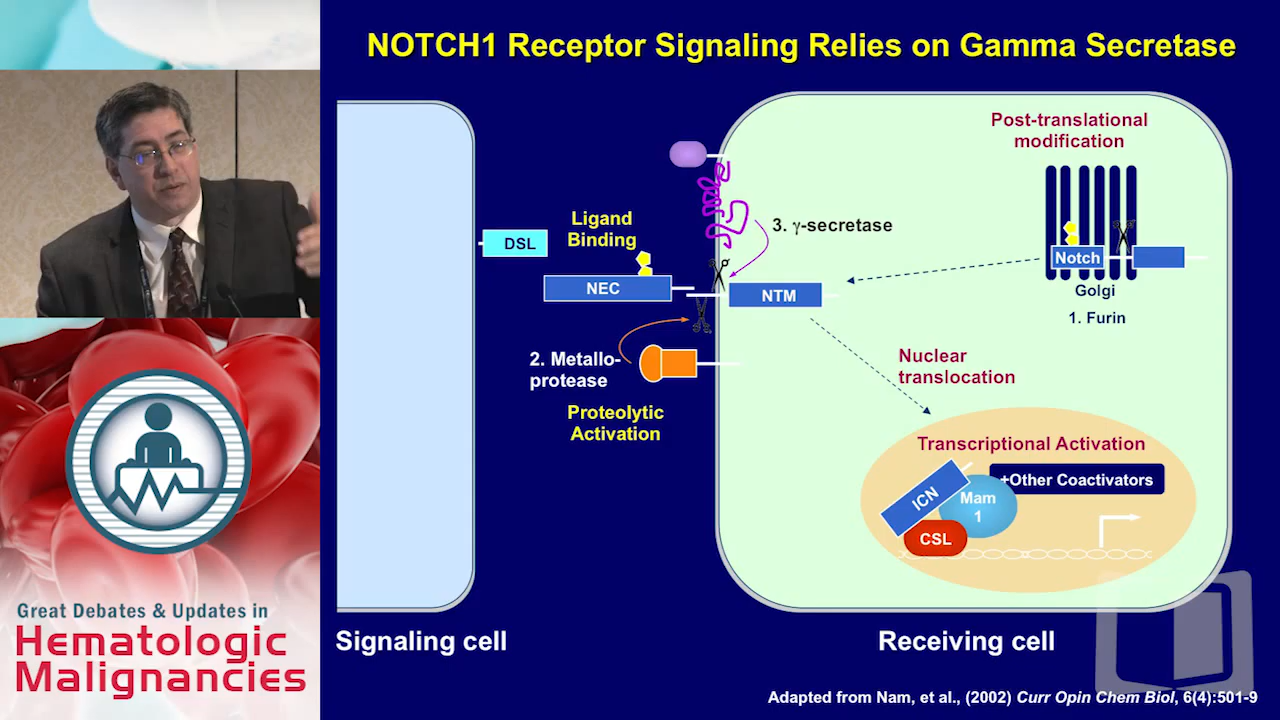 NOTCH1 Receptor Signaling Relies on Gamma Secretase
Post-translational
modification
Ligand
Binding
3. γ-secretase
DSL
Notch
NEC
NTM
Golgi
1. Furin
2. Metallo-
protease
Nuclear
translocation
Proteolytic
Activation
Transcriptional Activation
+Other Coactivators
ICN
Mam
1
CSL
Signaling cell
Receiving cell
Adapted from Nam, et al., (2002) Curr Opin Chem Biol, 6(4):501-9
Great Debates & Updates in
Hematologic
Malignancies